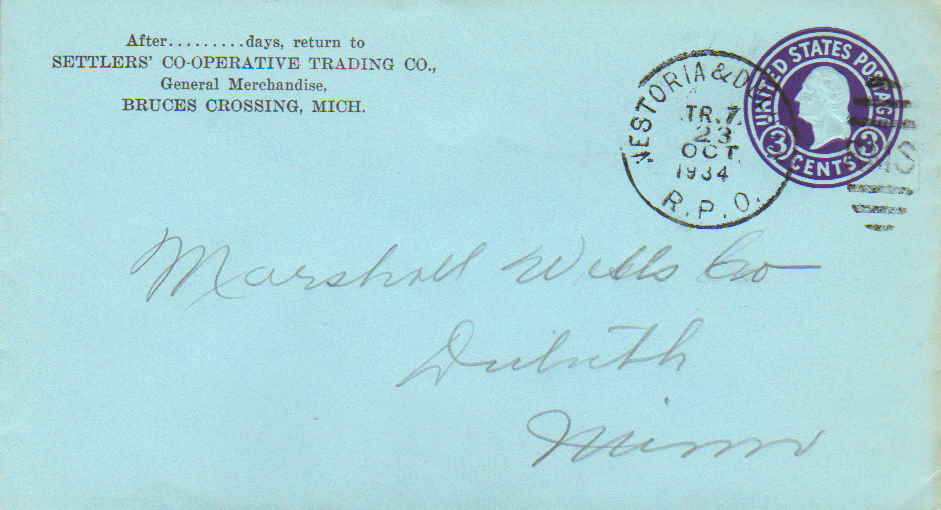 After.........days, return to
SETTLERS' CO-OPERATIVE TRADING CO.,
General Merchandise,
BRUCES CROSSING, MICH.
NESTORIA & D
TR. 7
23
OCT
1934
R. P. O.
UNITED STATES POSTAGE
3 CENTS 3
Marshall Wells Co
Duluth
Minn